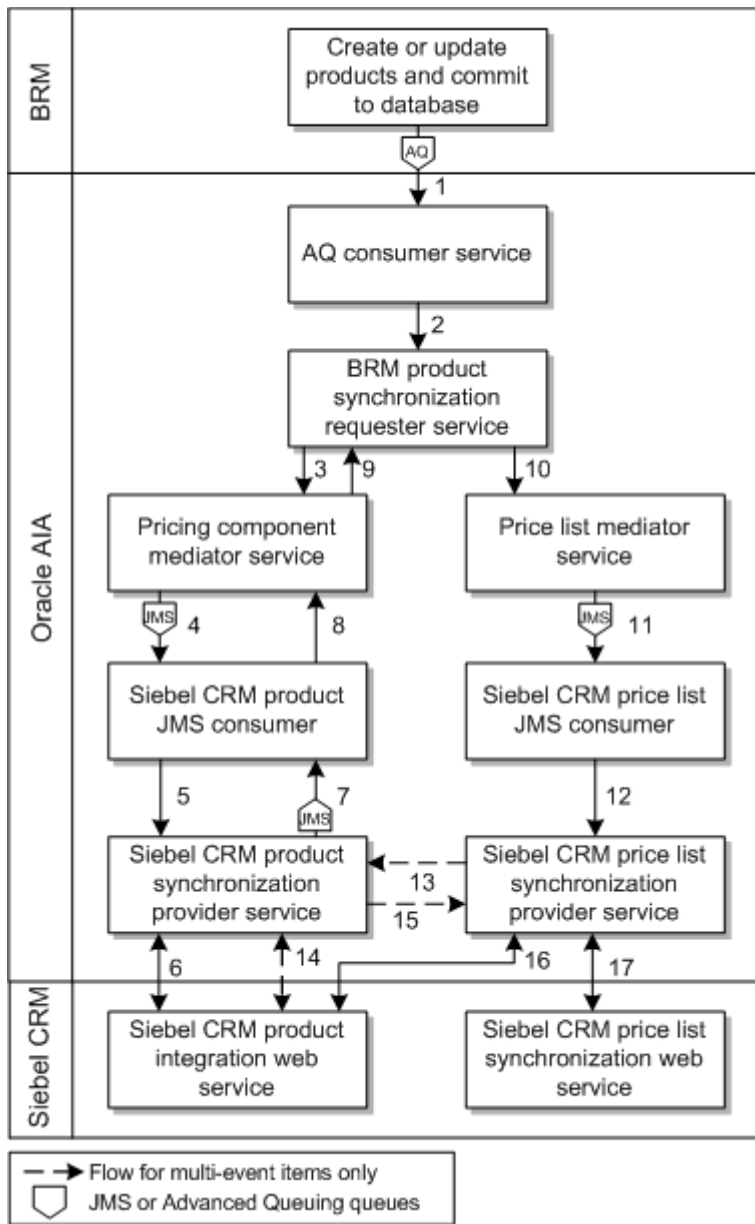 BRM
Create or update
products and commit
to database
AQ
1
Oracle AIA
AQ consumer service
2
BRM product
synchronization
requester service
3
9
10
Pricing component
mediator service
Price list mediator
service
JMS
4
8
JMS
11
Siebel CRM product
JMS consumer
Siebel CRM price list
JMS consumer
5
7
JMS
12
Siebel CRM product
synchronization
provider service
13
15
Siebel CRM price list
synchronization
provider service
6
14
16
17
Siebel CRM
Siebel CRM product
integration web
service
Siebel CRM price list
synchronization web
service
Flow for multi-event items only
JMS or Advanced Queuing queues